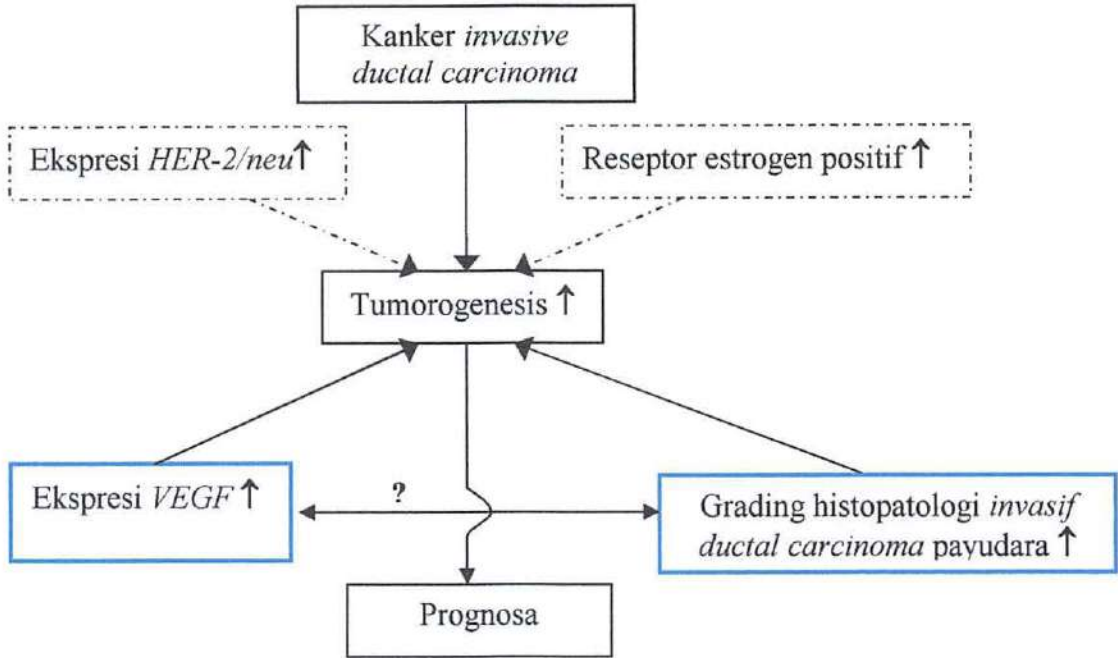 Kanker invasive
ductal carcinoma
Ekspresi HER-2/neu↑
Reseptor estrogen positif ↑
Tumorogenesis ↑
Ekspresi VEGF ↑
?
Grading histopatologi invasif
ductal carcinoma payudara ↑
Prognosa